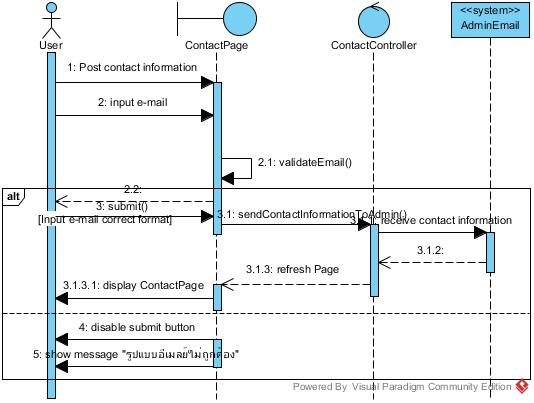 <<system>>
User
ContactPage
ContactController
AdminEmail
1: Post contact information
2: input e-mail
2.1: validateEmail()
alt
2.2:
3: submit()
[Input e-mail correct format]
3.1: sendContactInformationToAdmin()
receive contact information
3.1.2:
3.1.3: refresh Page
3.1.3.1: display ContactPage
4: disable submit button
5: show message "รูปแบบอีเมลย์ไม่ถูกต้อง"
Powered By Visual Paradigm Community Edition